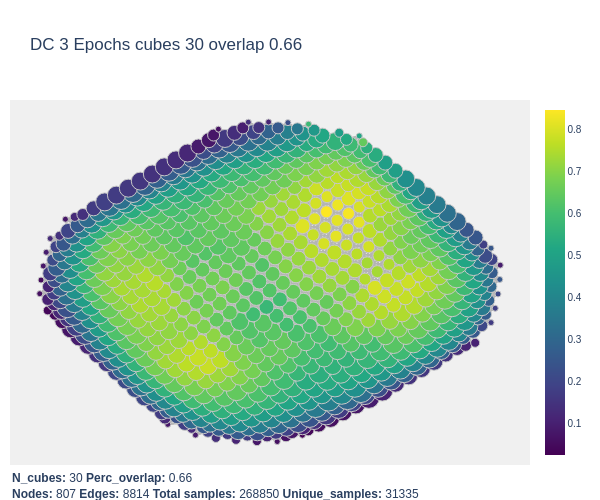 DC 3 Epochs cubes 30 overlap 0.66
0.8
0.7
0.6
0.5
0.4
0.3
0.2
0.1
N_cubes: 30 Perc_overlap: 0.66
Nodes: 807 Edges: 8814 Total samples: 268850 Unique_samples: 31335